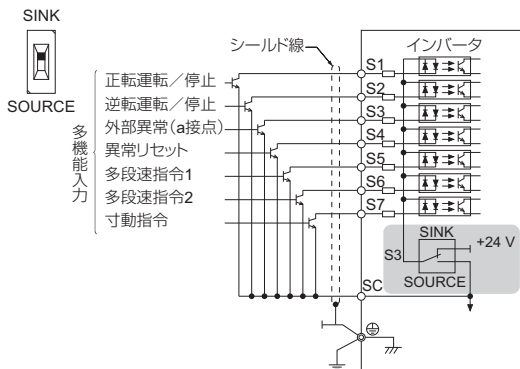 SINK
SOURCE
シールド線
インバータ
多機能入力
正転運転／停止
逆転運転／停止
外部異常(a接点)
異常リセット
多段速指令1
多段速指令2
寸動指令
S1
S2
S3
S4
S5
S6
S7
SINK
+24 V
S3
SOURCE
SC